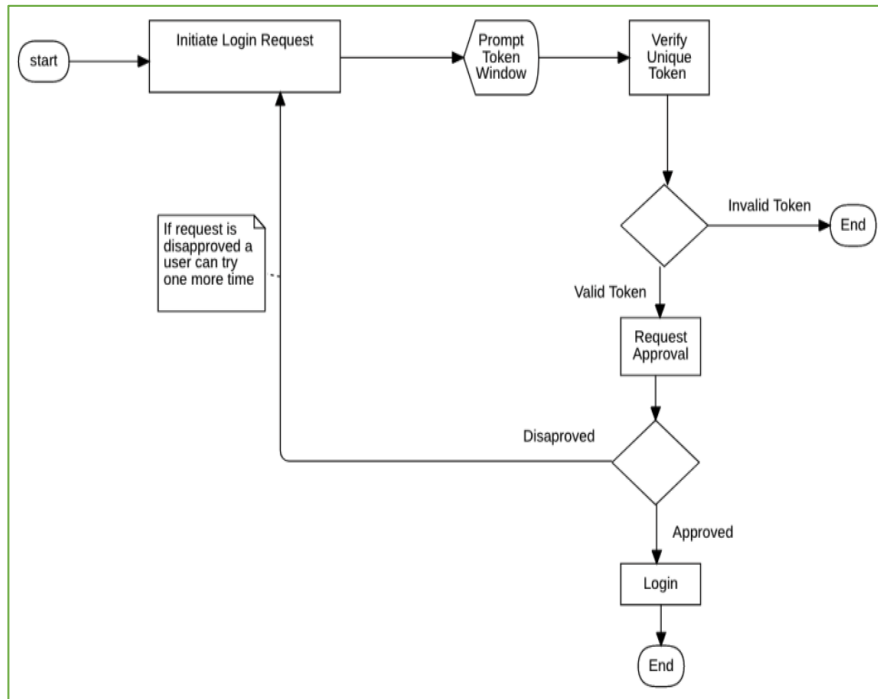 start
Initiate Login Request
Prompt
Token
Window
Verify
Unique
Token
Invalid Token
End
If request is
disapproved a
user can try
one more time
Valid Token
Request
Approval
Disaproved
Approved
Login
End